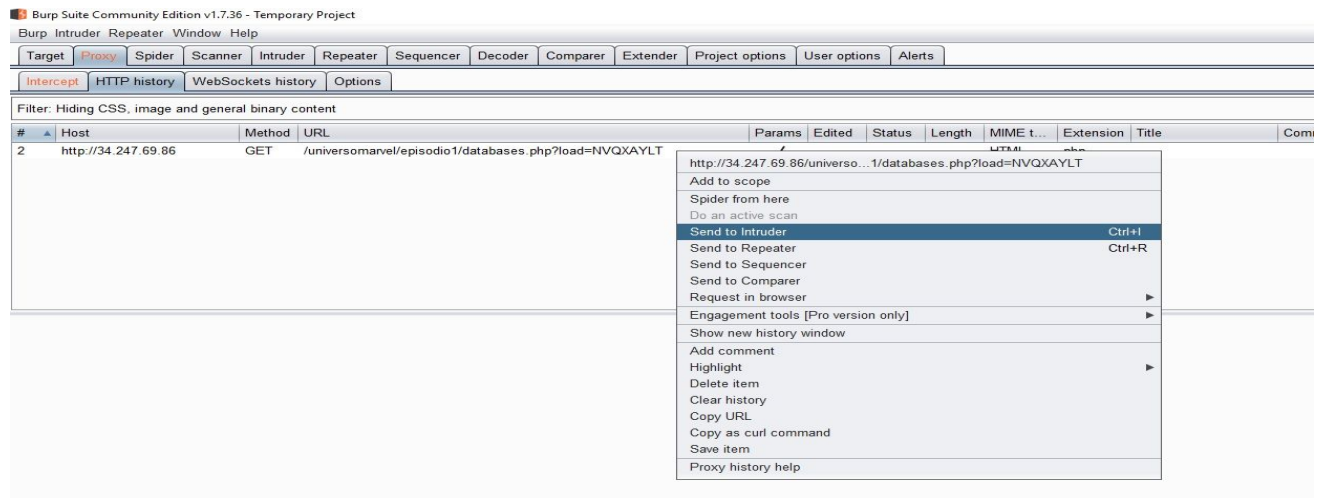 Burp Suite Community Edition v1.7.36 - Temporary Project
Burp Intruder Repeater Window Help
Target Proxy Spider Scanner Intruder Repeater Sequencer Decoder Comparer Extender Project options User options Alerts
Intercept HTTP history WebSockets history Options
Filter: Hiding CSS, image and general binary content
# Host Method URL Params Edited Status Length MIME t... Extension Title Com
2 http://34.247.69.86 GET /universomarvel/episodio1/databases.php?load=NVQXAYLT HTML php
http://34.247.69.86/universo...1/databases.php?load=NVQXAYLT
Add to scope
Spider from here
Do an active scan
Send to Intruder Ctrl+I
Send to Repeater Ctrl+R
Send to Sequencer
Send to Comparer
Request in browser
Engagement tools [Pro version only]
Show new history window
Add comment
Highlight
Delete item
Clear history
Copy URL
Copy as curl command
Save item
Proxy history help